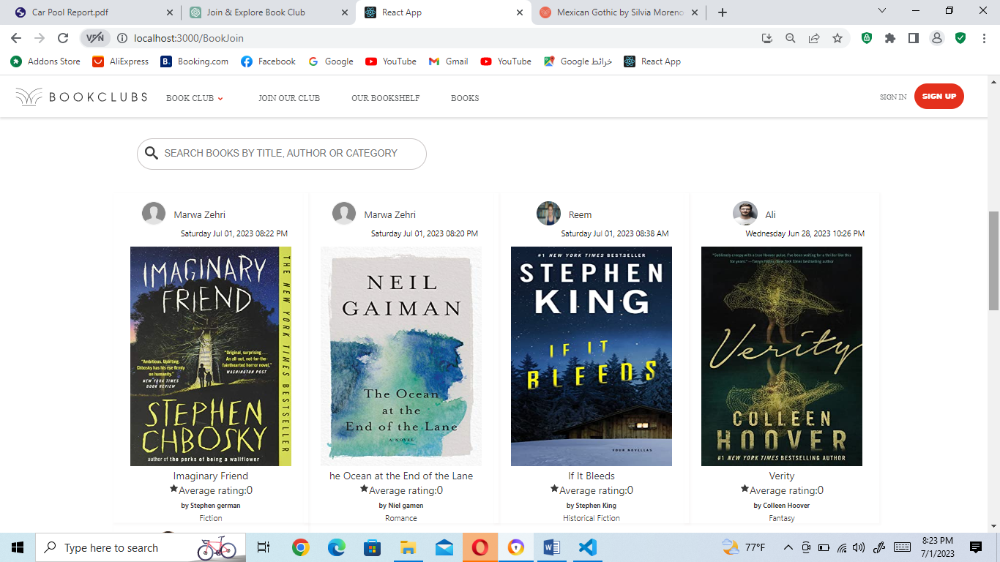 Car Pool Report.pdf
Join & Explore Book Club
React App
Mexican Gothic by Silvia Moreno
VPN
localhost:3000/BookJoin
Addons Store
AliExpress
B.
Booking.com
Facebook
Google
YouTube
Gmail
YouTube
خرائط Google
React App
BOOKCLUBS
BOOK CLUB
JOIN OUR CLUB
OUR BOOKSHELF
BOOKS
SIGN IN
SIGN UP
SEARCH BOOKS BY TITLE, AUTHOR OR CATEGORY
Marwa Zehri
Saturday Jul 01, 2023 08:22 PM
IMAGINARY
FRIEND
THE NEW YORK TIMES BESTSELLER
"Ambitious. Uplifting.
Chbosky has his eye firmly
on humanity."
NEW YORK TIMES
BOOK REVIEW
"Original, surprising . . .
An all-out, not-for-the-
fainthearted horror novel."
WASHINGTON POST
STEPHEN
CHBOSKY
author of the perks of being a wallflower
Imaginary Friend
Average rating:0
by Stephen german
Fiction
Marwa Zehri
Saturday Jul 01, 2023 08:20 PM
NEIL
GAIMAN
The Ocean
at the
End of the Lane
A NOVEL
he Ocean at the End of the Lane
Average rating:0
by Niel gamen
Romance
Reem
Saturday Jul 01, 2023 08:38 AM
#1 NEW YORK TIMES BESTSELLER
STEPHEN
KING
IF IT
BLEEDS
FOUR NOVELLAS
If It Bleeds
Average rating:0
by Stephen King
Historical Fiction
Ali
Wednesday Jun 28, 2023 10:26 PM
"Sublimely creepy with a true Hoover pulse. I've been waiting for a thriller like this
for years." —Tarryn Fisher, New York Times bestselling author
Verity
COLLEEN
HOOVER
#1 NEW YORK TIMES BESTSELLING AUTHOR
Verity
Average rating:0
by Colleen Hoover
Fantasy
Type here to search
77°F
8:23 PM
7/1/2023